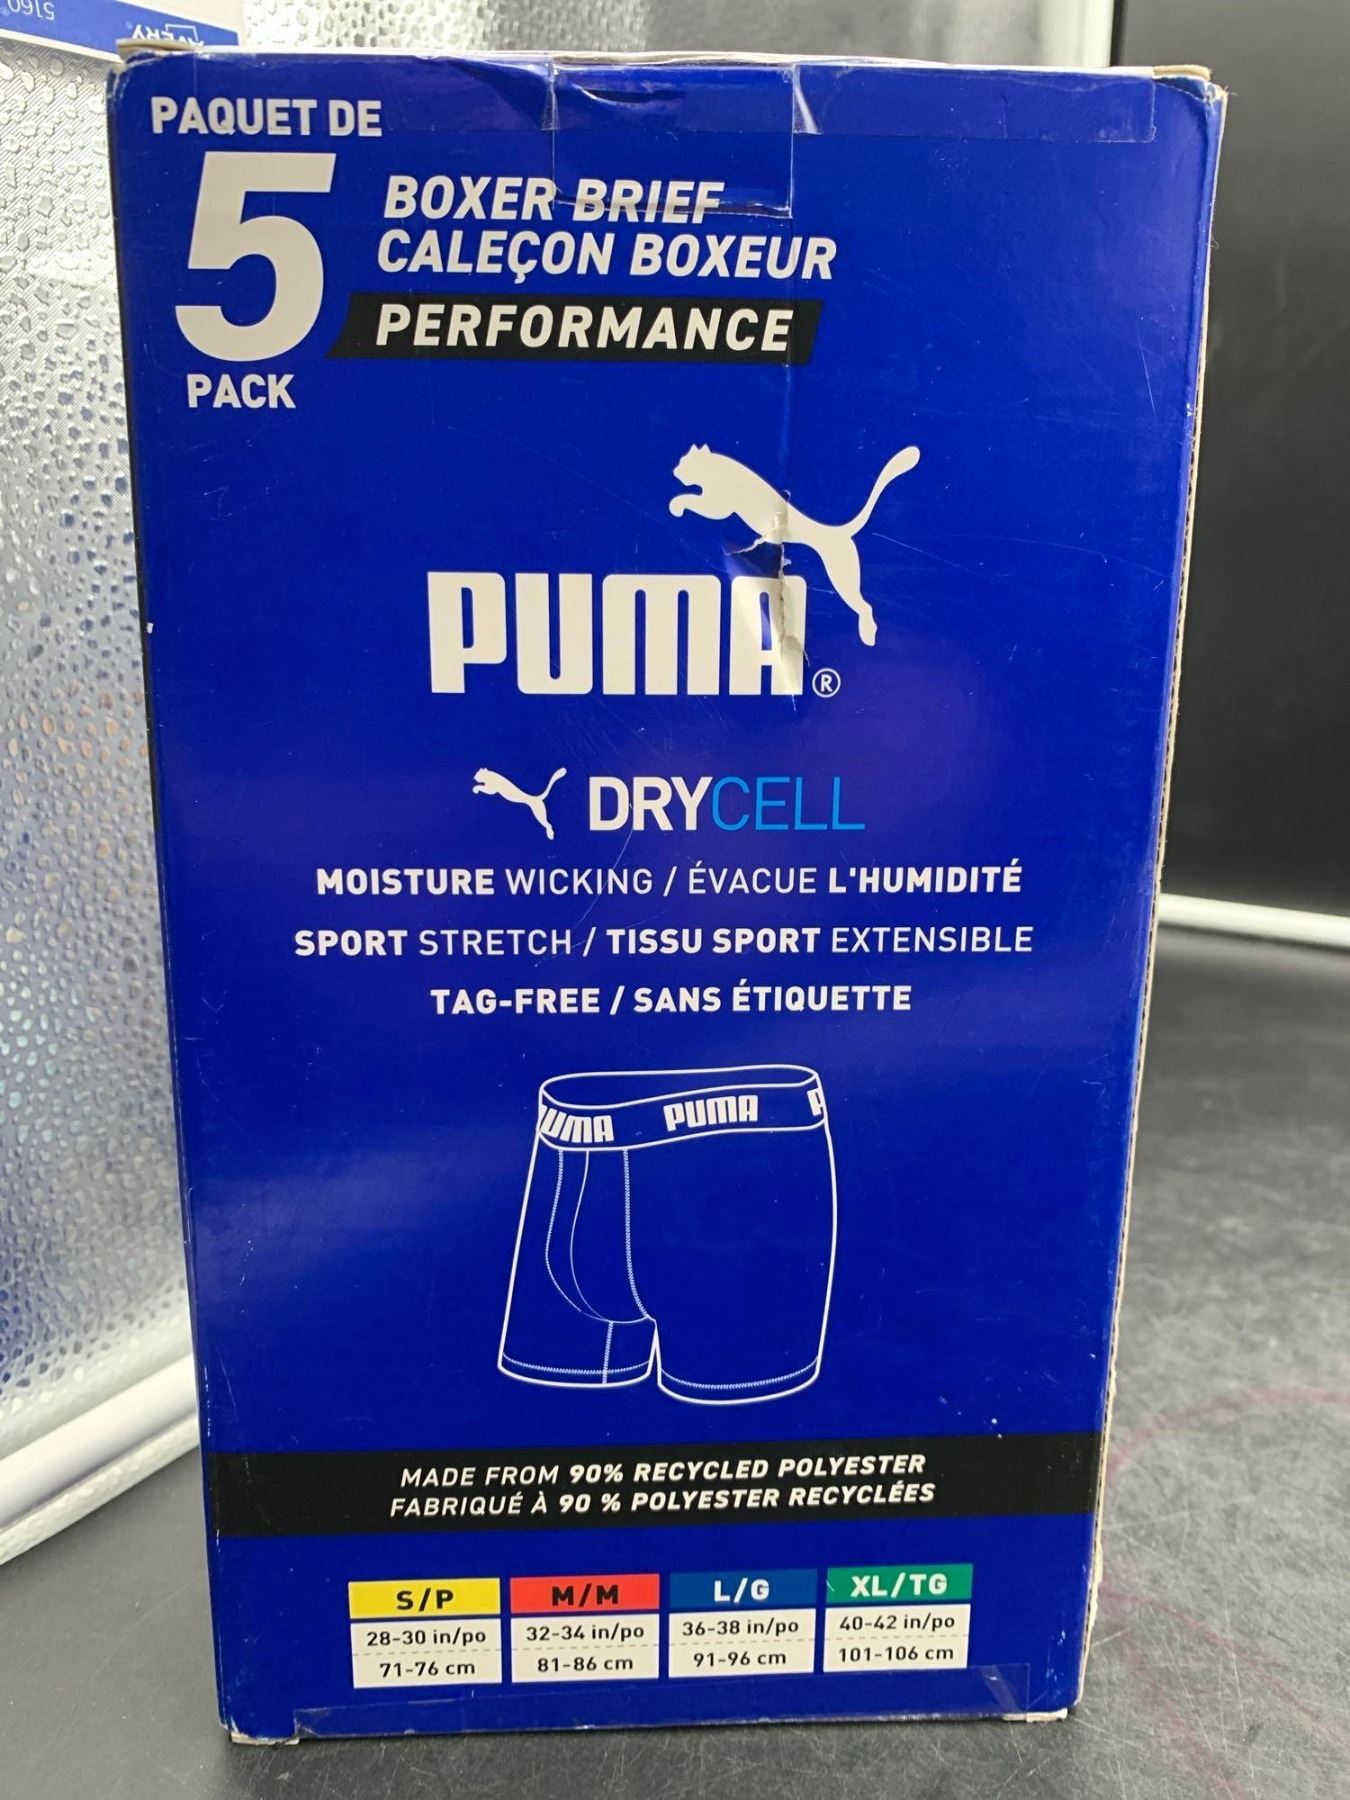 5160
AVERY
PAQUET DE
5
PACK
BOXER BRIEF
CALEÇON BOXEUR
PERFORMANCE
PUMA®
DRYCELL
MOISTURE WICKING / ÉVACUE L'HUMIDITÉ
SPORT STRETCH / TISSU SPORT EXTENSIBLE
TAG-FREE / SANS ÉTIQUETTE
UMA PUMA P
MADE FROM 90% RECYCLED POLYESTER
FABRIQUÉ À 90 % POLYESTER RECYCLÉES
S/P M/M L/G XL/TG
28-30 in/po 32-34 in/po 36-38 in/po 40-42 in/po
71-76 cm 81-86 cm 91-96 cm 101-106 cm